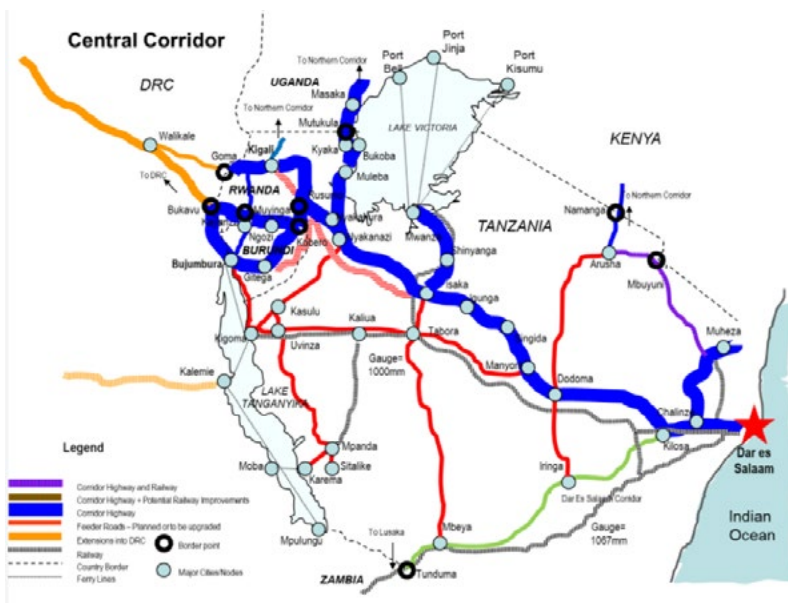 Central Corridor
DRC
UGANDA
To Northern Corridor
Port
Bell
Port
Jinja
Port
Kisumu
Masaka
To Northern Corridor
Mutukula
LAKE VICTORIA
Walikale
Kigali
Kyaka
Bukoba
KENYA
Goma
Muleba
To DRC
RWANDA
To Northern Corridor
Bukavu
Muyinga
Namanga
TANZANIA
Ngozi
Kobero
Nyakanazi
Mwanza
BURUNDI
Shinyanga
Arusha
Bujumbura
Gitega
Mbuyuni
Isaka
Igunga
Kasulu
Muheza
Kaliua
Singida
Kigoma
Uvinza
Tabora
Gauge=
1000mm
Manyoni
Dodoma
Kalemie
LAKE
TANGANYIKA
Chalinze
Kilosa
Dar es
Salaam
Legend
Mpanda
Moba
Karema
Sitalike
Iringa
Dar Es Salaam Corridor
Corridor Highway and Railway
Corridor Highway + Potential Railway Improvements
Corridor Highway
Feeder Roads – Planned or to be upgraded
Extensions into DRC
Railway
Country Border
Ferry Lines
Border point
Major Cities/Nodes
Mpulungu
To Lusaka
Mbeya
Gauge=
1067mm
Indian
Ocean
ZAMBIA
Tunduma